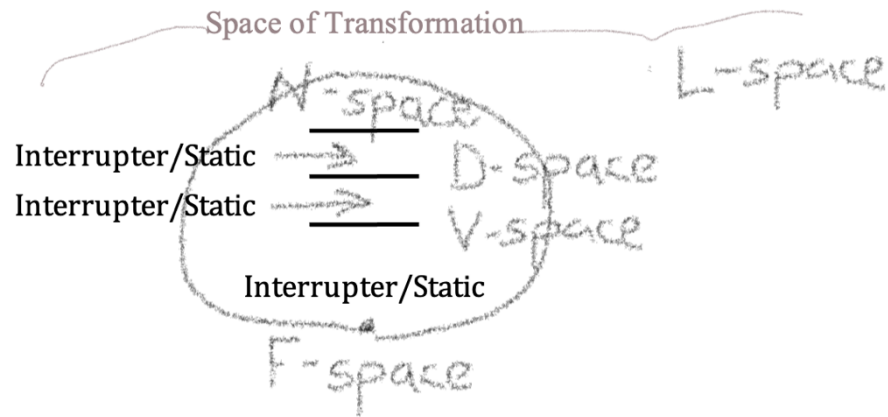 Space of Transformation
L-space
N-space
Interrupter/Static
D-space
Interrupter/Static
V-space
Interrupter/Static
F-space